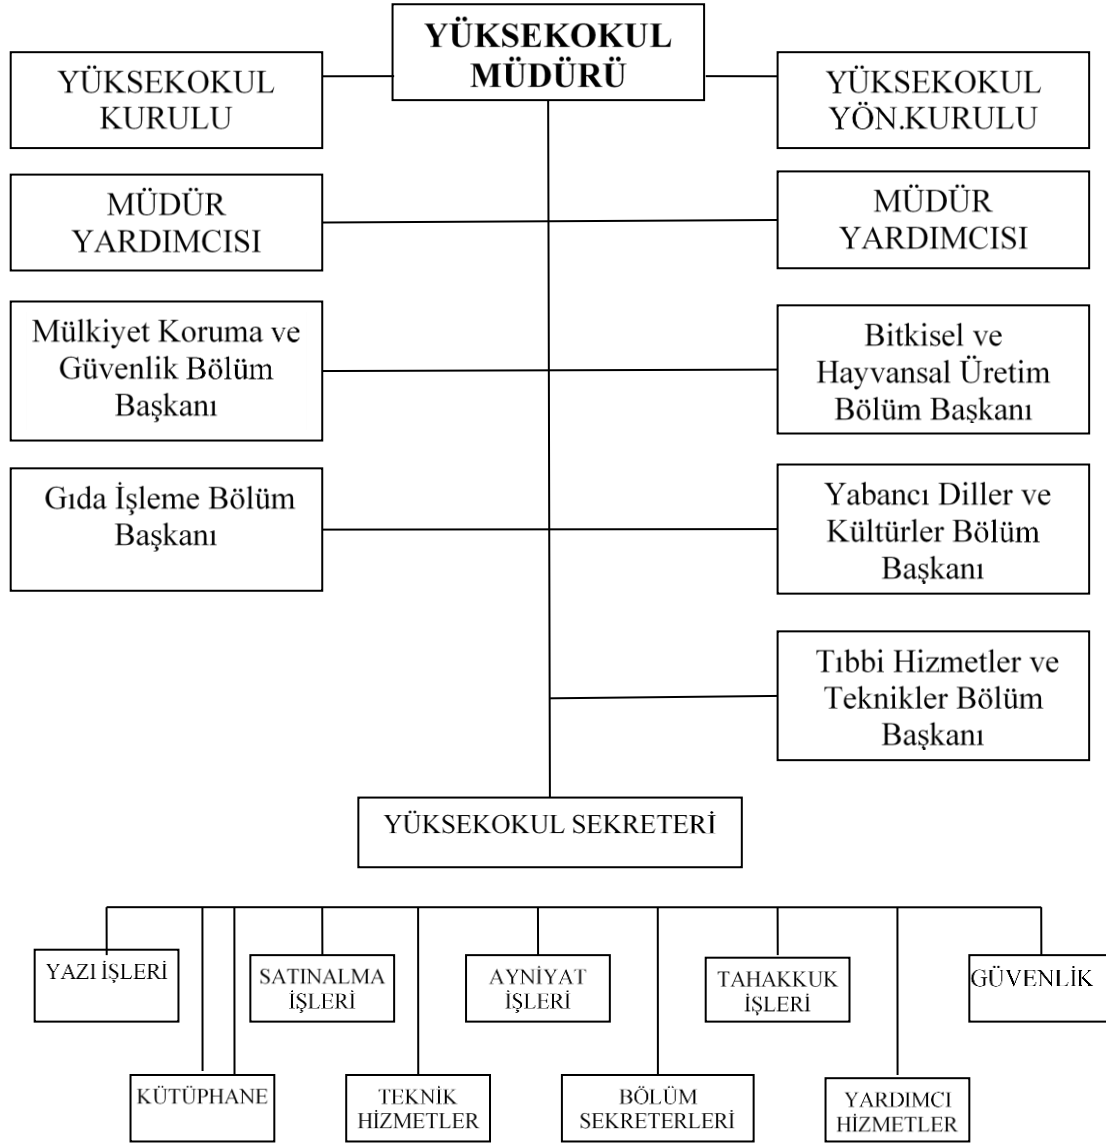 YÜKSEKOKUL
MÜDÜRÜ
YÜKSEKOKUL
KURULU
YÜKSEKOKUL
YÖN.KURULU
MÜDÜR
YARDIMCISI
MÜDÜR
YARDIMCISI
Mülkiyet Koruma ve
Güvenlik Bölüm
Başkanı
Bitkisel ve
Hayvansal Üretim
Bölüm Başkanı
Gıda İşleme Bölüm
Başkanı
Yabancı Diller ve
Kültürler Bölüm
Başkanı
Tıbbi Hizmetler ve
Teknikler Bölüm
Başkanı
YÜKSEKOKUL SEKRETERİ
YAZI İŞLERİ
SATINALMA
İŞLERİ
AYNİYAT
İŞLERİ
TAHAKKUK
İŞLERİ
GÜVENLİK
KÜTÜPHANE
TEKNİK
HİZMETLER
BÖLÜM
SEKRETERLERİ
YARDIMCI
HİZMETLER